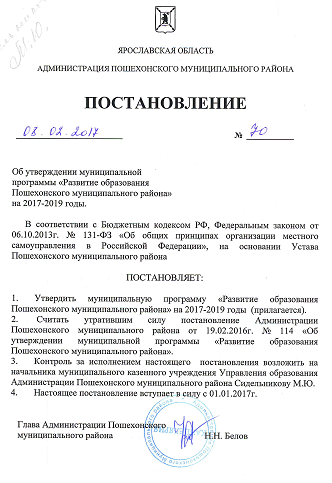 ЯРОСЛАВСКАЯ ОБЛАСТЬ
АДМИНИСТРАЦИЯ ПОШЕХОНСКОГО МУНИЦИПАЛЬНОГО РАЙОНА
ПОСТАНОВЛЕНИЕ
08.02.2017 № 70
Об утверждении муниципальной
программы «Развитие образования
Пошехонского муниципального района»
на 2017-2019 годы.
В соответствии с Бюджетным кодексом РФ, Федеральным законом от
06.10.2013г. № 131-ФЗ «Об общих принципах организации местного
самоуправления в Российской Федерации», на основании Устава
Пошехонского муниципального района
ПОСТАНОВЛЯЕТ:
1. Утвердить муниципальную программу «Развитие образования
Пошехонского муниципального района» на 2017-2019 годы (прилагается).
2. Считать утратившим силу постановление Администрации
Пошехонского муниципального района от 19.02.2016г. № 114 «Об
утверждении муниципальной программы «Развитие образования
Пошехонского муниципального района».
3. Контроль за исполнением настоящего постановления возложить на
начальника муниципального казенного учреждения Управления образования
Администрации Пошехонского муниципального района Сидельникову М.Ю.
4. Настоящее постановление вступает в силу с 01.01.2017г.
Глава Администрации Пошехонского
муниципального района Н.Н. Белов